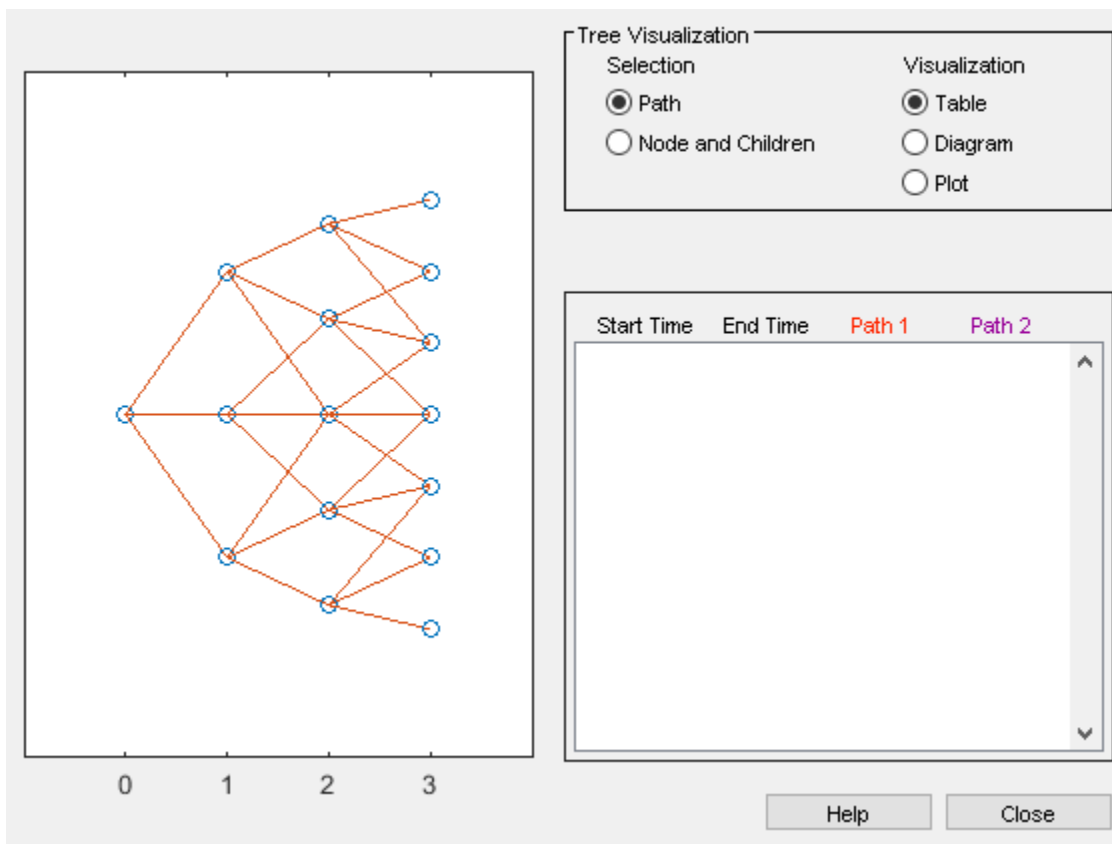 Tree Visualization
Selection
Visualization
Path
Table
Node and Children
Diagram
Plot
Start Time End Time Path 1 Path 2
0 1 2 3
Help Close